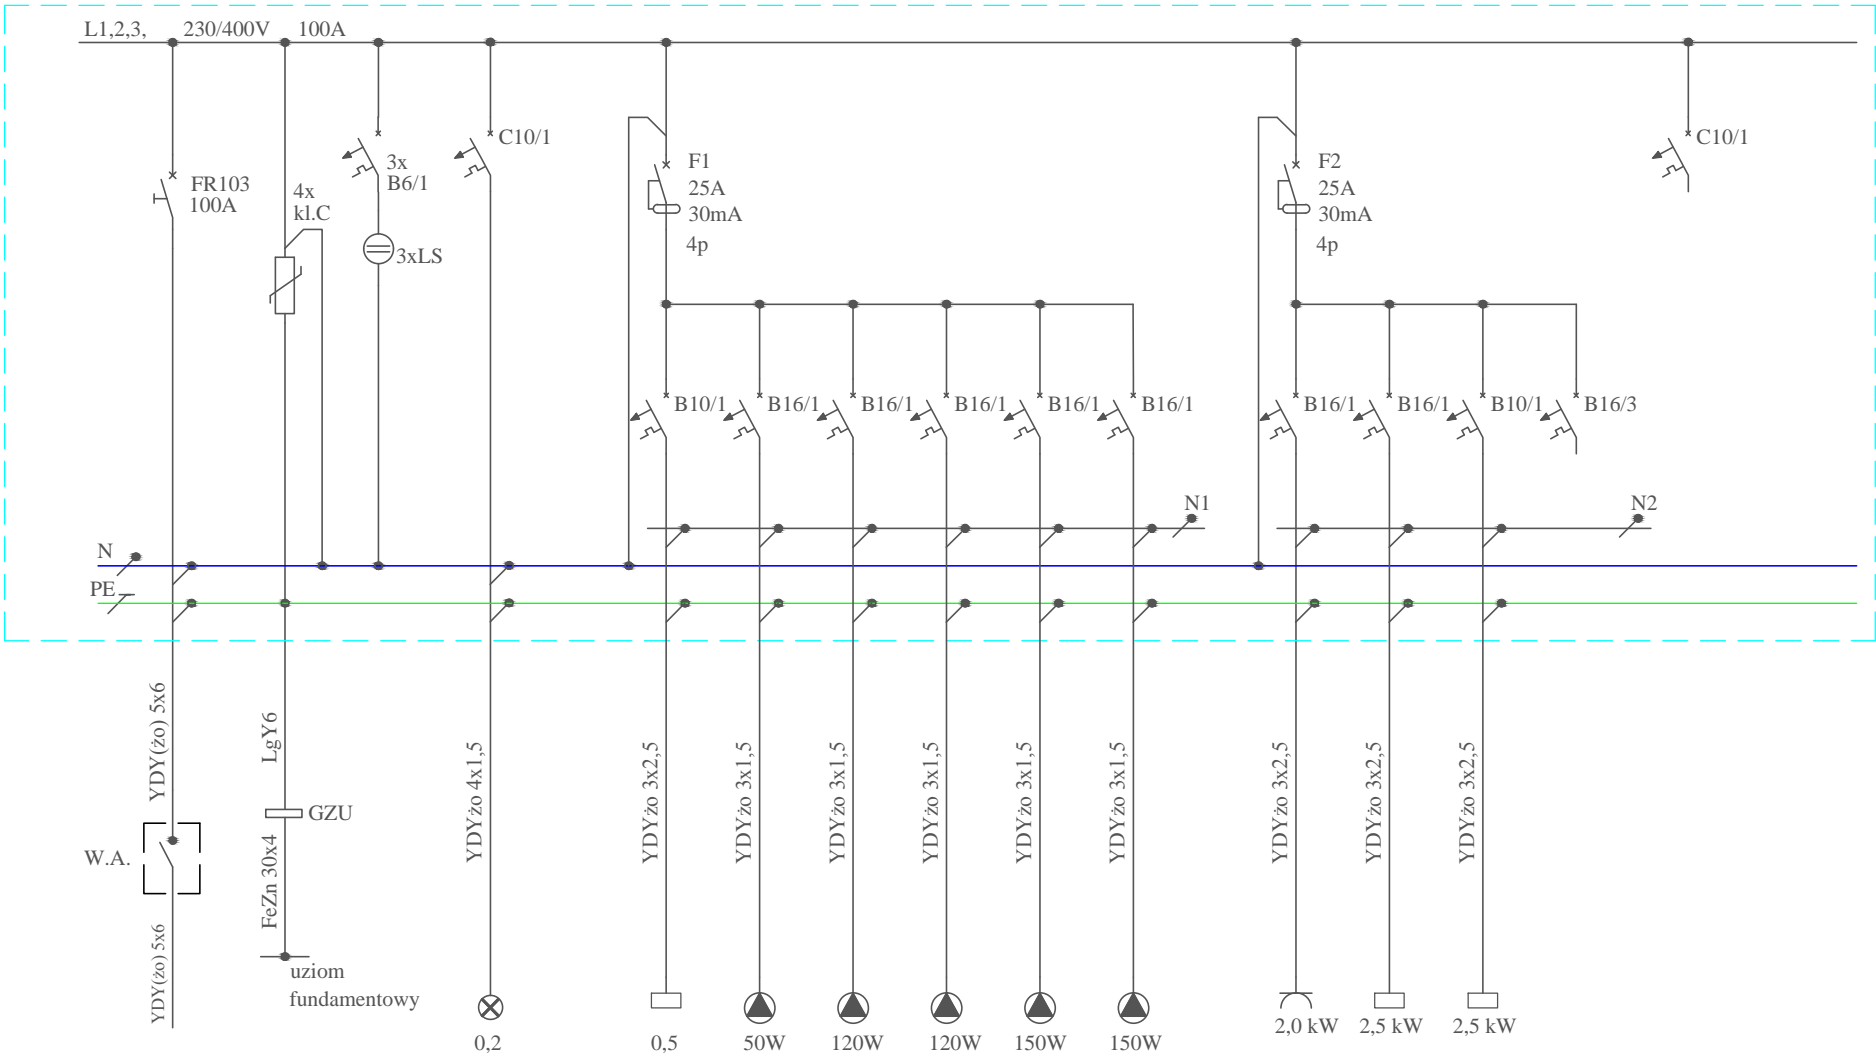 L1,2,3, 230/400V 100A
FR103
100A
4x
kl.C
3x
B6/1
3xLS
C10/1
F1
25A
30mA
4p
F2
25A
30mA
4p
C10/1
B10/1 B16/1 B16/1 B16/1 B16/1 B16/1
B16/1 B16/1 B10/1 B16/3
N1
N2
N
PE
YDY(żo) 5x6
LgY6
YDYżo 4x1,5
YDYżo 3x2,5
YDYżo 3x1,5
YDYżo 3x1,5
YDYżo 3x1,5
YDYżo 3x1,5
YDYżo 3x1,5
YDYżo 3x2,5
YDYżo 3x2,5
YDYżo 3x2,5
GZU
W.A.
FeZn 30x4
YDY(żo) 5x6
uziom
fundamentowy
0,2 0,5 50W 120W 120W 150W 150W
2,0 kW 2,5 kW 2,5 kW